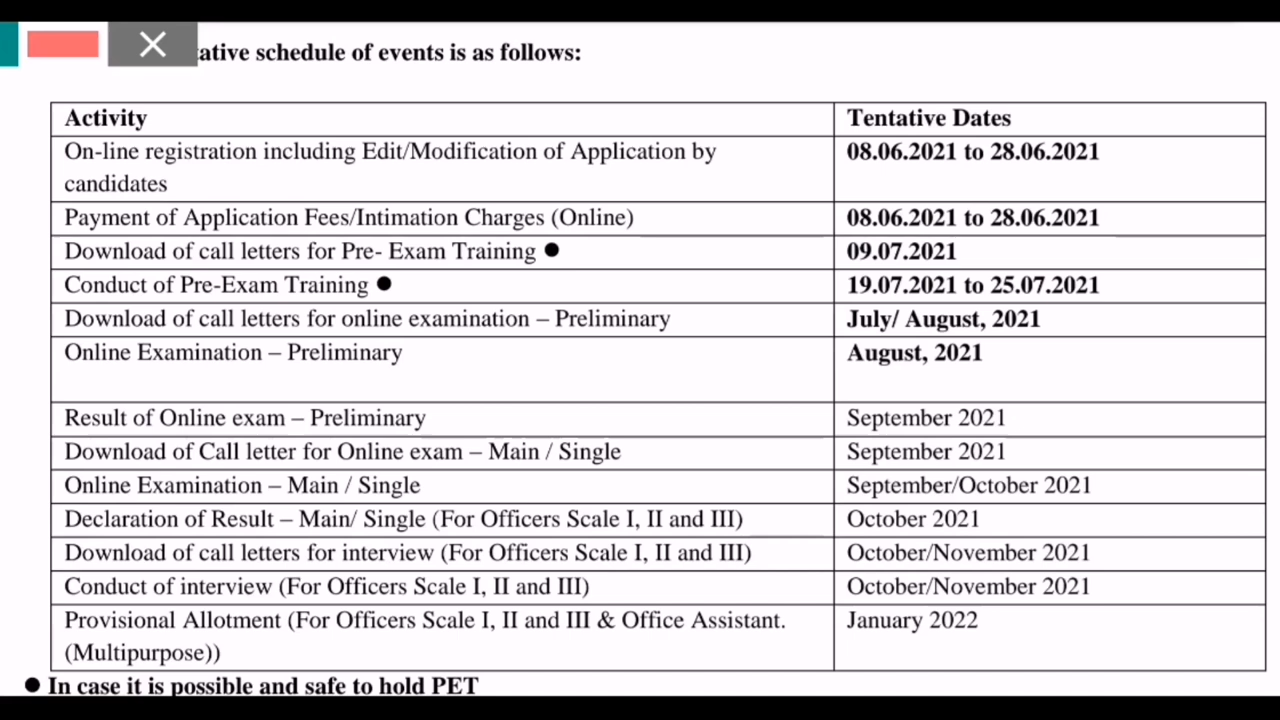 ative schedule of events is as follows:
Activity Tentative Dates
On-line registration including Edit/Modification of Application by 08.06.2021 to 28.06.2021
candidates
Payment of Application Fees/Intimation Charges (Online) 08.06.2021 to 28.06.2021
Download of call letters for Pre- Exam Training ● 09.07.2021
Conduct of Pre-Exam Training ● 19.07.2021 to 25.07.2021
Download of call letters for online examination – Preliminary July/ August, 2021
Online Examination – Preliminary August, 2021
Result of Online exam – Preliminary September 2021
Download of Call letter for Online exam – Main / Single September 2021
Online Examination – Main / Single September/October 2021
Declaration of Result – Main/ Single (For Officers Scale I, II and III) October 2021
Download of call letters for interview (For Officers Scale I, II and III) October/November 2021
Conduct of interview (For Officers Scale I, II and III) October/November 2021
Provisional Allotment (For Officers Scale I, II and III & Office Assistant. January 2022
(Multipurpose))
● In case it is possible and safe to hold PET